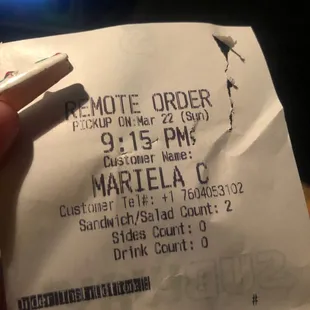 REMOTE ORDER
PICKUP ON:Mar 22 (Sun)
9:15 PM
Customer Name:
MARIELA C
Customer Tel#: +1 7604053102
Sandwich/Salad Count: 2
Sides Count: 0
Drink Count: 0
#